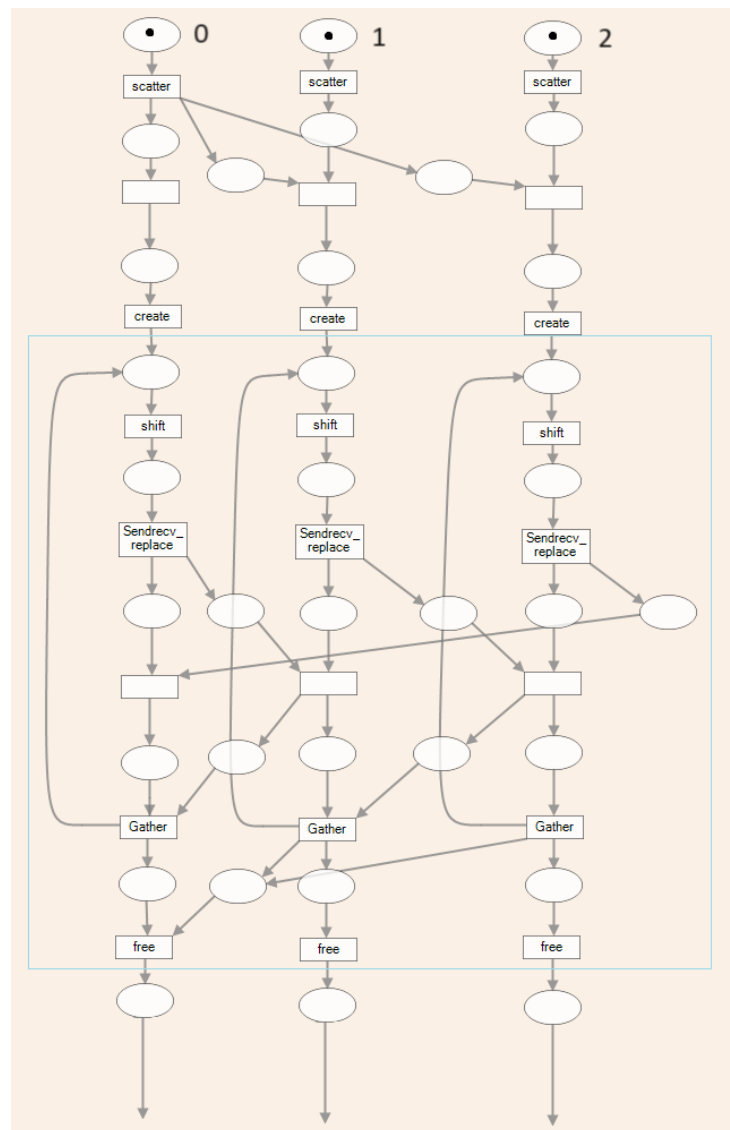 0
1
2
scatter
scatter
scatter
create
create
create
shift
shift
shift
Sendrecv_
replace
Sendrecv_
replace
Sendrecv_
replace
Gather
Gather
Gather
free
free
free